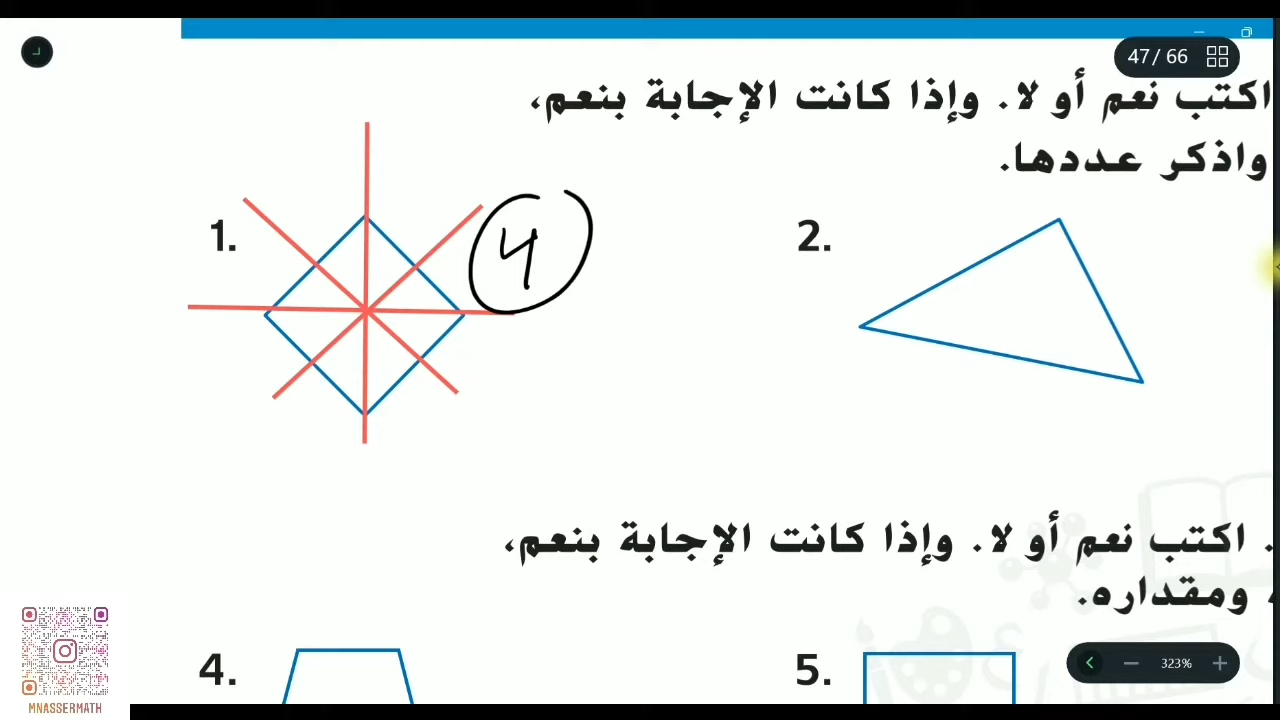 47/ 66
اكتب نعم أو لا. وإذا كانت الإجابة بنعم،
واذكر عددها.
1.
4
2.
. اكتب نعم أو لا. وإذا كانت الإجابة بنعم،
ومقداره.
4.
5.
323%
MNASSERMATH